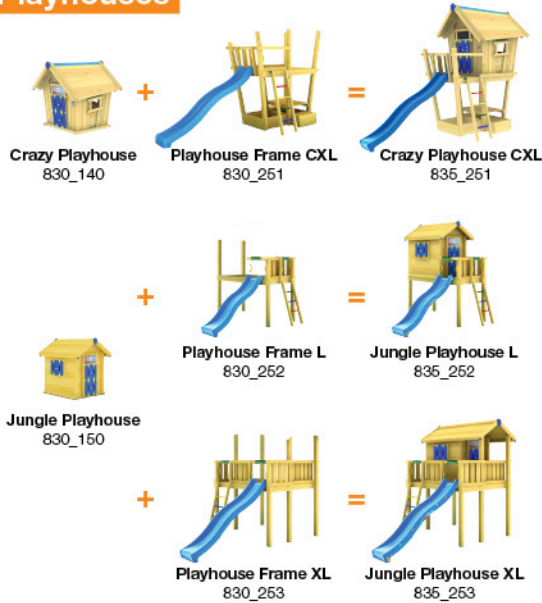 Playhouses
+
=
Crazy Playhouse
830_140
Playhouse Frame CXL
830_251
Crazy Playhouse CXL
835_251
+
=
Playhouse Frame L
830_252
Jungle Playhouse L
835_252
Jungle Playhouse
830_150
+
=
Playhouse Frame XL
830_253
Jungle Playhouse XL
835_253